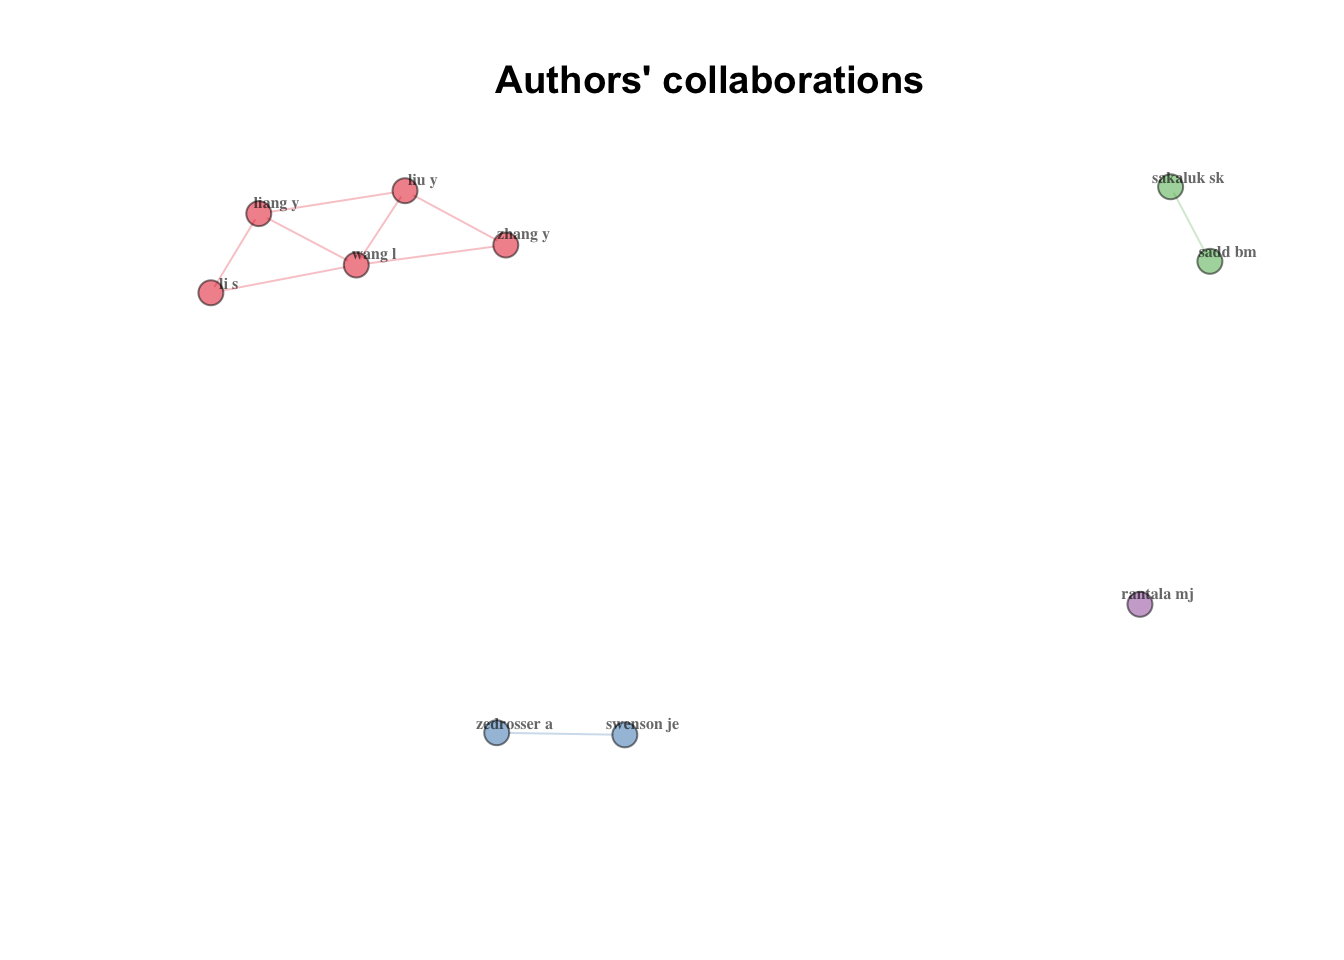 Authors' collaborations
liu y
liang y
zhang y
wang l
li s
sakaluk sk
sadd bm
rantala mj
zedrosser a
swenson je